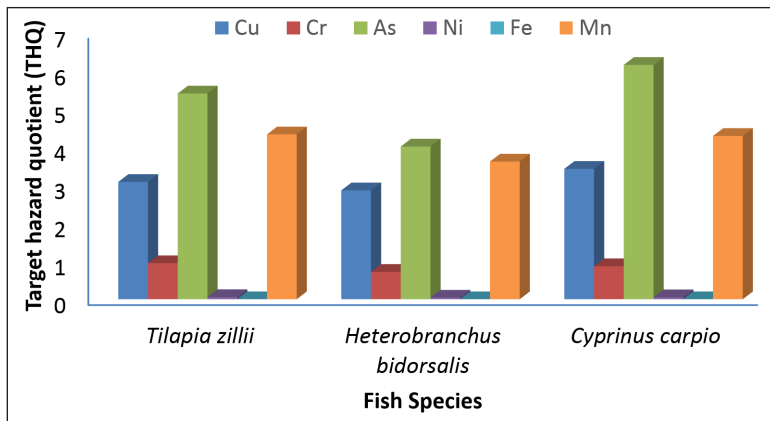 Cu Cr As Ni Fe Mn
Target hazard quotient (THQ)
7
6
5
4
3
2
1
0
Tilapia zillii
Heterobranchus
bidorsalis
Cyprinus carpio
Fish Species